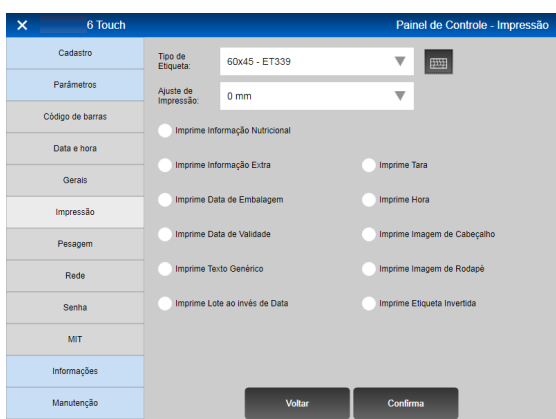 ✕ 6 Touch Painel de Controle - Impressão
Cadastro
Parâmetros
Código de barras
Data e hora
Gerais
Impressão
Pesagem
Rede
Senha
MIT
Informações
Manutenção
Tipo de
Etiqueta:
60x45 - ET339
Ajuste de
Impressão:
0 mm
Imprime Informação Nutricional
Imprime Informação Extra
Imprime Tara
Imprime Data de Embalagem
Imprime Hora
Imprime Data de Validade
Imprime Imagem de Cabeçalho
Imprime Texto Genérico
Imprime Imagem de Rodapé
Imprime Lote ao invés de Data
Imprime Etiqueta Invertida
Voltar
Confirma